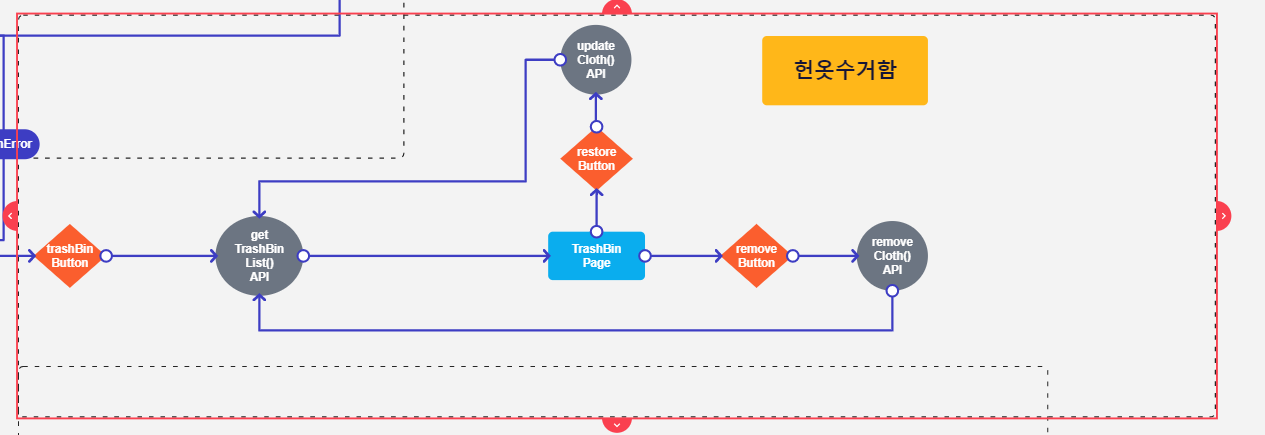 update
Cloth()
API
헌옷수거함
restore
Button
trashBin
Button
get
TrashBin
List()
API
TrashBin
Page
remove
Button
remove
Cloth()
API